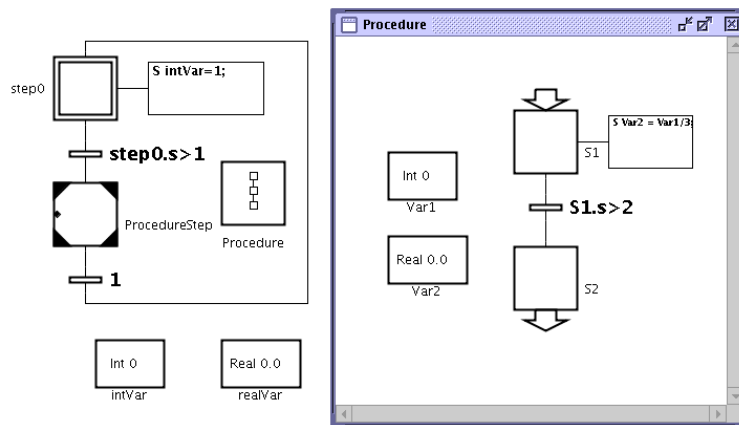 S intVar=1;
step0
step0.s>1
ProcedureStep
Procedure
1
Int 0
intVar
Real 0.0
realVar
Procedure
S Var2 = Var1/3;
S1
Int 0
Var1
S1.s>2
Real 0.0
Var2
S2